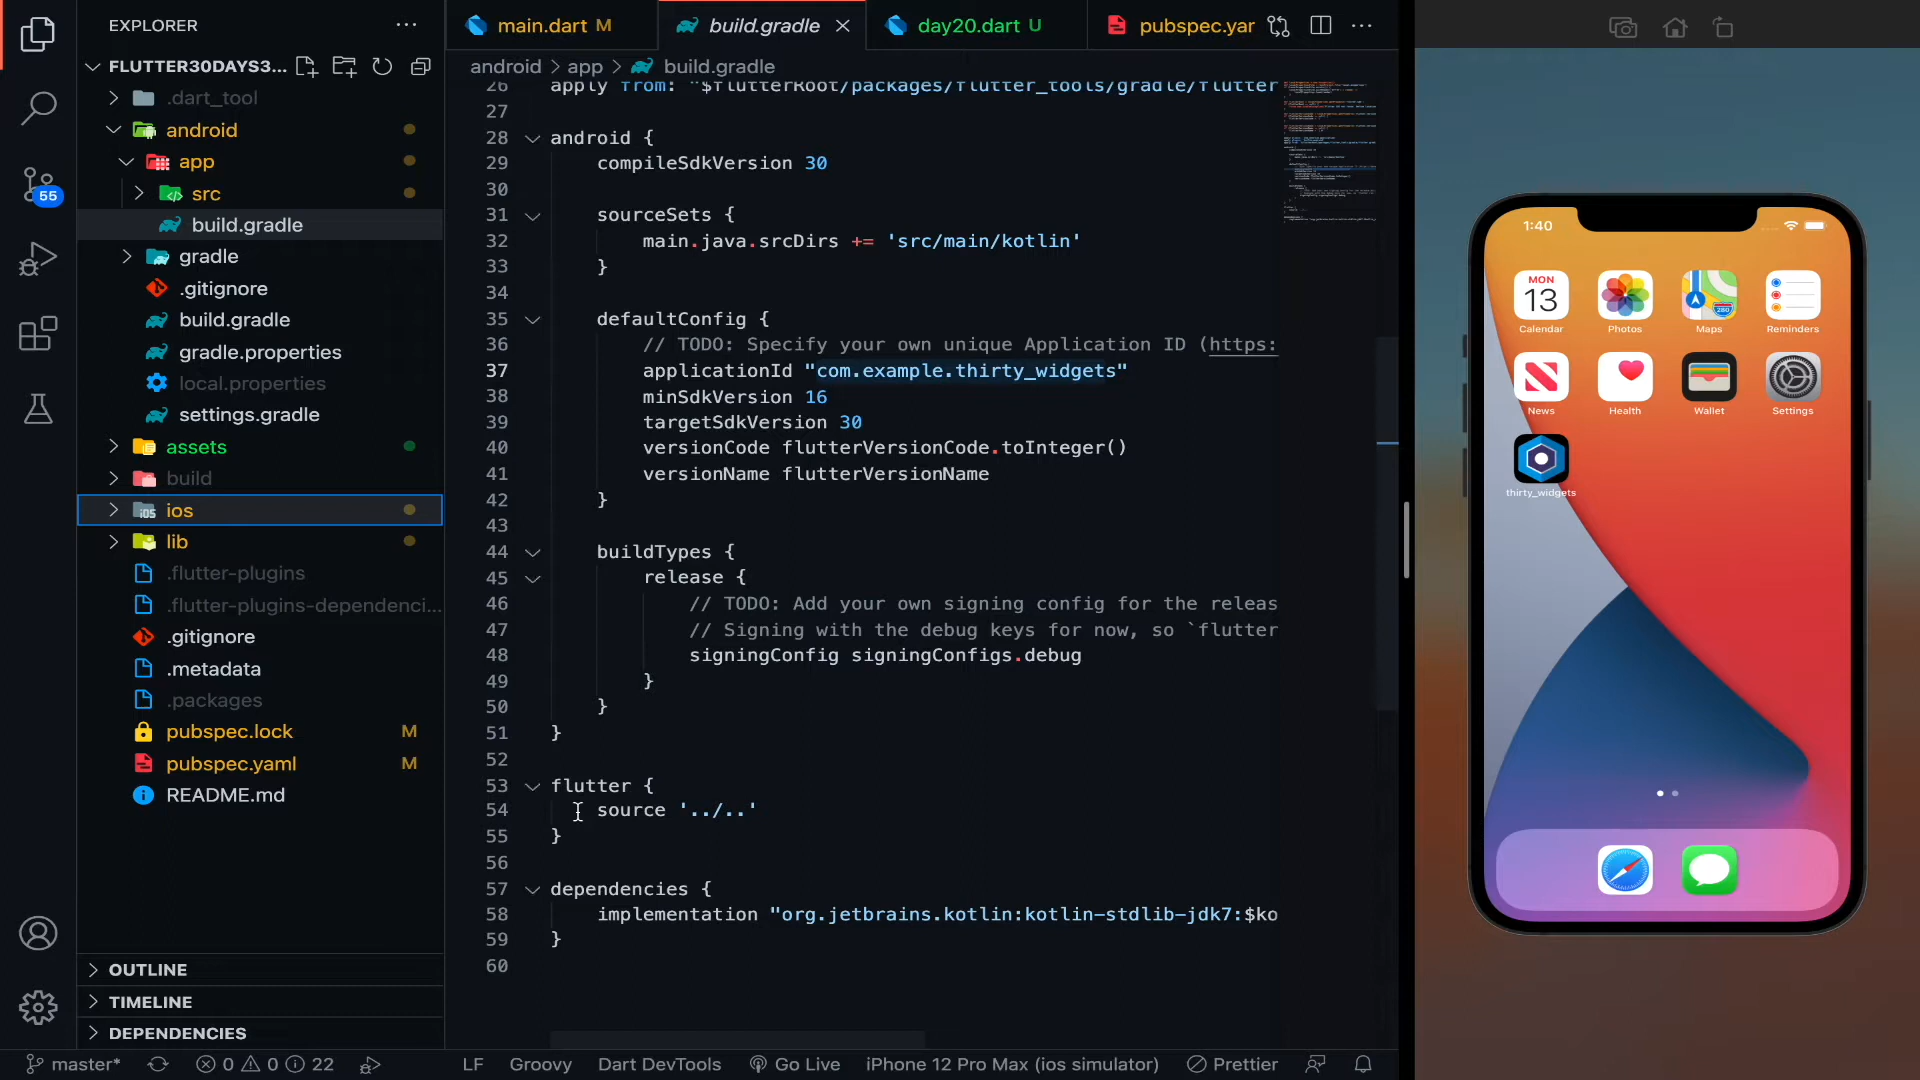 EXPLORER
FLUTTER30DAYS3...
.dart_tool
android
app
src
build.gradle
gradle
.gitignore
build.gradle
gradle.properties
local.properties
settings.gradle
assets
build
ios
lib
.flutter-plugins
.flutter-plugins-dependenci...
.gitignore
.metadata
.packages
pubspec.lock M
pubspec.yaml M
README.md
OUTLINE
TIMELINE
DEPENDENCIES
55
main.dart M
build.gradle
day20.dart U
pubspec.yar
android > app > build.gradle
26 apply from: "$flutterRoot/packages/flutter_tools/gradle/flutter
27
28 android {
29 compileSdkVersion 30
30
31 sourceSets {
32 main.java.srcDirs += 'src/main/kotlin'
33 }
34
35 defaultConfig {
36 // TODO: Specify your own unique Application ID (https:
37 applicationId "com.example.thirty_widgets"
38 minSdkVersion 16
39 targetSdkVersion 30
40 versionCode flutterVersionCode.toInteger()
41 versionName flutterVersionName
42 }
43
44 buildTypes {
45 release {
46 // TODO: Add your own signing config for the releas
47 // Signing with the debug keys for now, so `flutter
48 signingConfig signingConfigs.debug
49 }
50 }
51 }
52
53 flutter {
54 source '../..'
55 }
56
57 dependencies {
58 implementation "org.jetbrains.kotlin:kotlin-stdlib-jdk7:$ko
59 }
60
master* 0 0 22 LF Groovy Dart DevTools Go Live iPhone 12 Pro Max (ios simulator) Prettier
1:40
MON
13
280
Calendar Photos Maps Reminders
News Health Wallet Settings
thirty_widgets